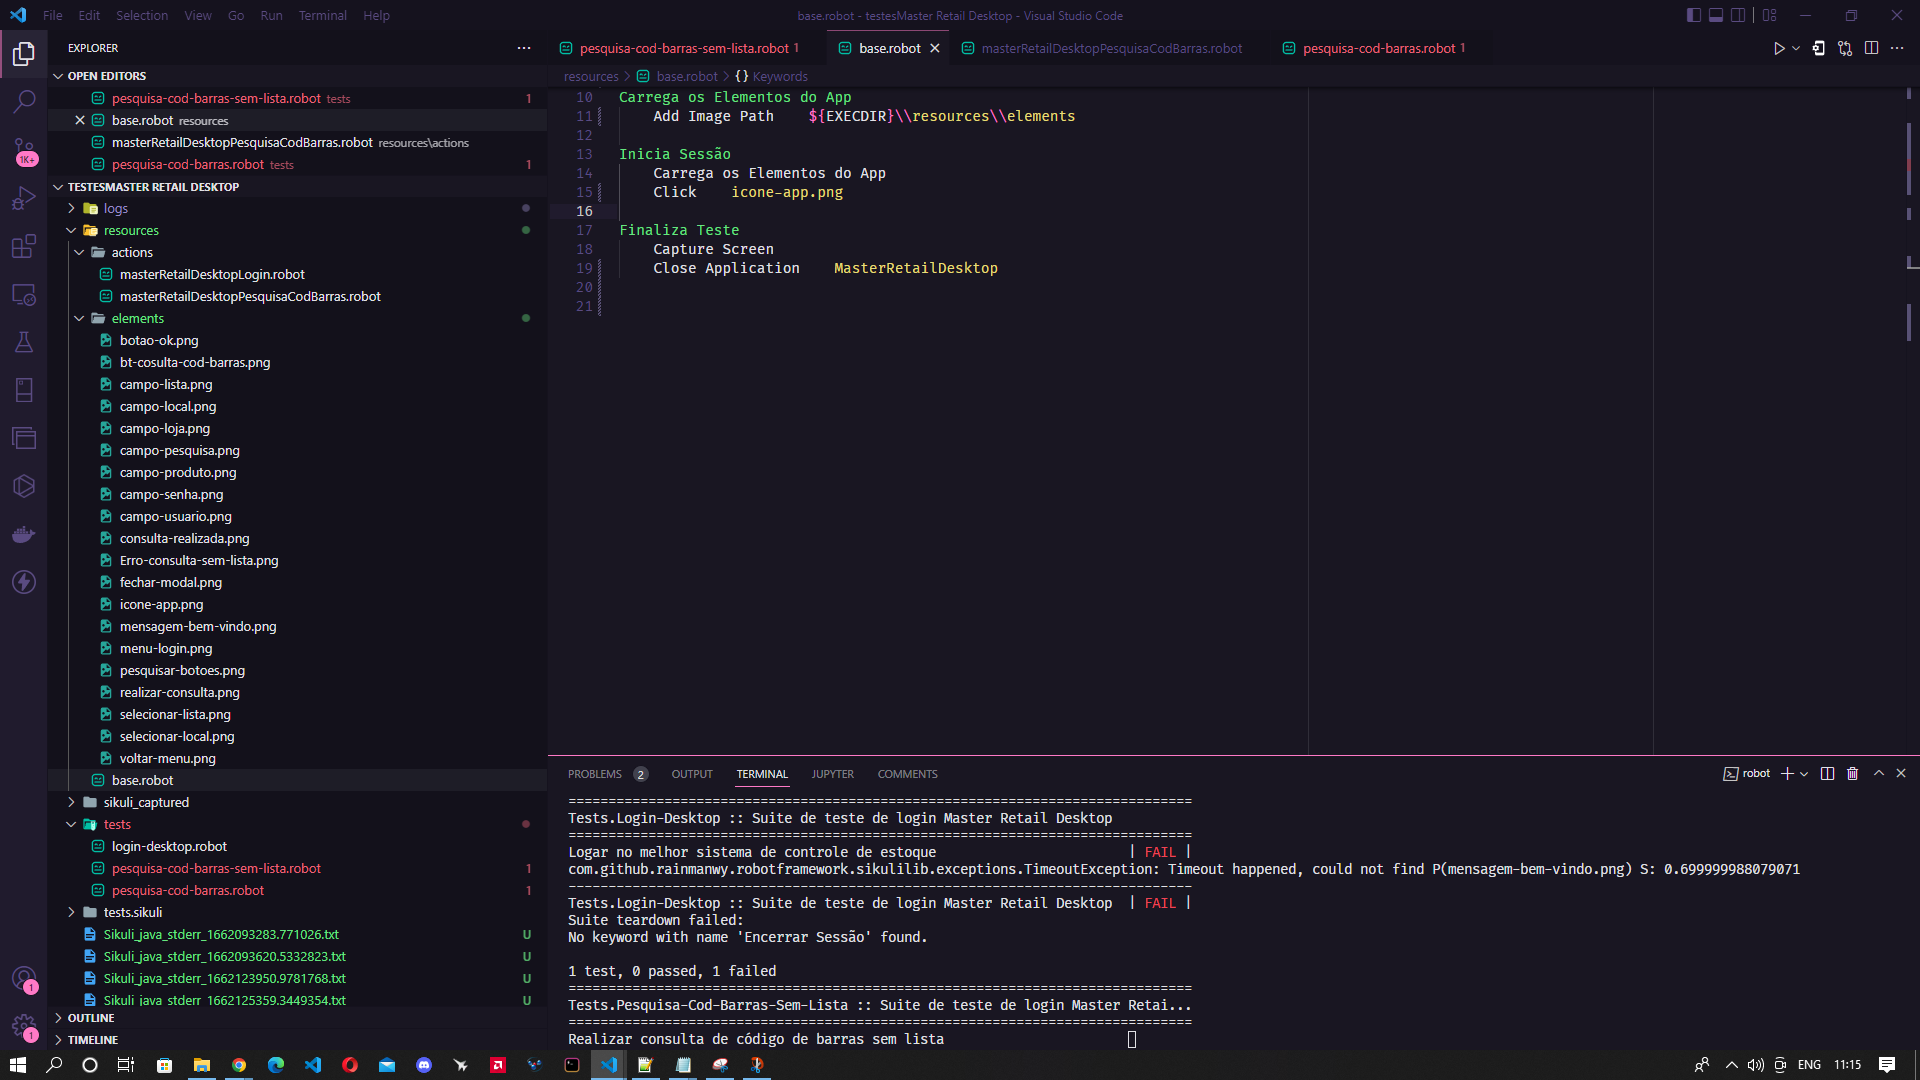 File Edit Selection View Go Run Terminal Help
base.robot - testesMaster Retail Desktop - Visual Studio Code
EXPLORER
OPEN EDITORS
pesquisa-cod-barras-sem-lista.robot tests 1
base.robot resources
masterRetailDesktopPesquisaCodBarras.robot resources\actions
pesquisa-cod-barras.robot tests 1
TESTESMASTER RETAIL DESKTOP
logs
resources
actions
masterRetailDesktopLogin.robot
masterRetailDesktopPesquisaCodBarras.robot
elements
botao-ok.png
bt-cosulta-cod-barras.png
campo-lista.png
campo-local.png
campo-loja.png
campo-pesquisa.png
campo-produto.png
campo-senha.png
campo-usuario.png
consulta-realizada.png
Erro-consulta-sem-lista.png
fechar-modal.png
icone-app.png
mensagem-bem-vindo.png
menu-login.png
pesquisar-botoes.png
realizar-consulta.png
selecionar-lista.png
selecionar-local.png
voltar-menu.png
base.robot
sikuli_captured
tests
login-desktop.robot
pesquisa-cod-barras-sem-lista.robot 1
pesquisa-cod-barras.robot 1
tests.sikuli
Sikuli_java_stderr_1662093283.771026.txt U
Sikuli_java_stderr_1662093620.5332823.txt U
Sikuli_java_stderr_1662123950.9781768.txt U
Sikuli_java_stderr_1662125359.3449354.txt U
OUTLINE
TIMELINE
1K+
1
1
pesquisa-cod-barras-sem-lista.robot 1 base.robot masterRetailDesktopPesquisaCodBarras.robot pesquisa-cod-barras.robot 1
resources > base.robot > {} Keywords
10 Carrega os Elementos do App
11 Add Image Path ${EXECDIR}\\resources\\elements
12
13 Inicia Sessão
14 Carrega os Elementos do App
15 Click icone-app.png
16
17 Finaliza Teste
18 Capture Screen
19 Close Application MasterRetailDesktop
20
21
PROBLEMS 2 OUTPUT TERMINAL JUPYTER COMMENTS
robot
==============================================================================
Tests.Login-Desktop :: Suite de teste de login Master Retail Desktop
==============================================================================
Logar no melhor sistema de controle de estoque | FAIL |
com.github.rainmanwy.robotframework.sikulilib.exceptions.TimeoutException: Timeout happened, could not find P(mensagem-bem-vindo.png) S: 0.699999988079071
------------------------------------------------------------------------------
Tests.Login-Desktop :: Suite de teste de login Master Retail Desktop | FAIL |
Suite teardown failed:
No keyword with name 'Encerrar Sessão' found.
1 test, 0 passed, 1 failed
==============================================================================
Tests.Pesquisa-Cod-Barras-Sem-Lista :: Suite de teste de login Master Retai...
==============================================================================
Realizar consulta de código de barras sem lista
ENG 11:15